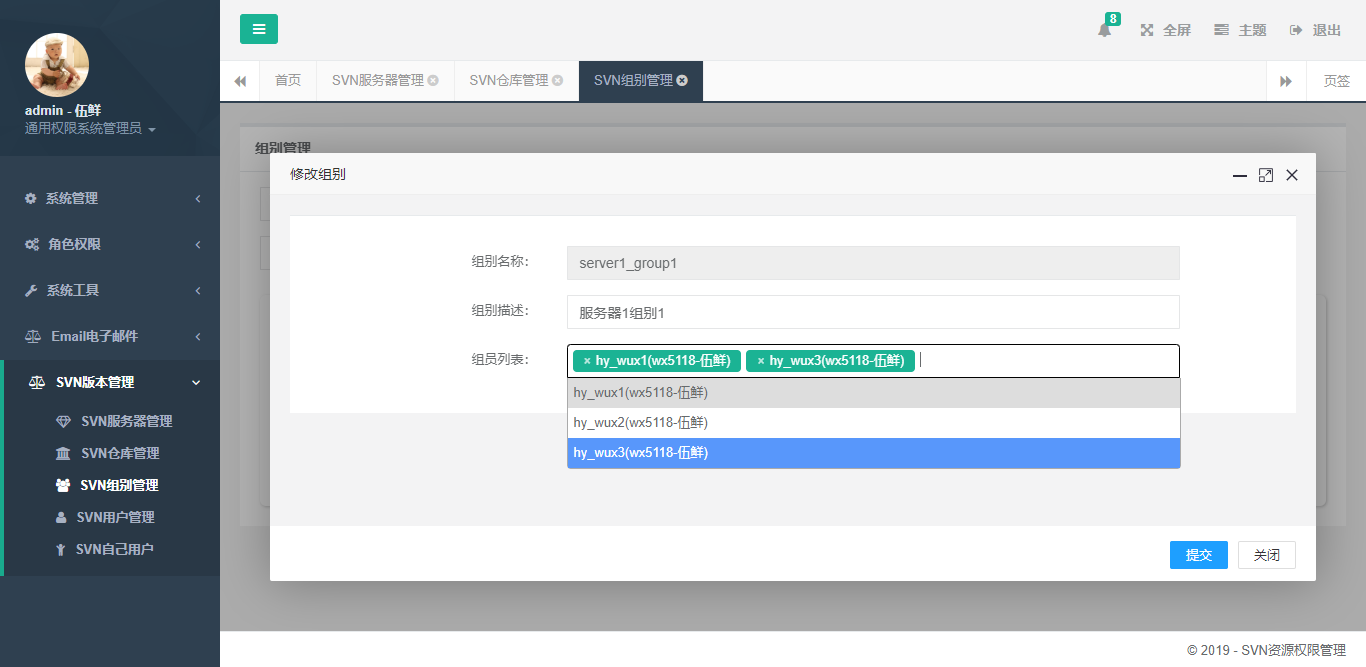 admin - 伍鲜
通用权限系统管理员
系统管理
角色权限
系统工具
Email电子邮件
SVN版本管理
SVN服务器管理
SVN仓库管理
SVN组别管理
SVN用户管理
SVN自己用户
8
全屏
主题
退出
首页
SVN服务器管理
SVN仓库管理
SVN组别管理
页签
组别管理
修改组别
组别名称：
server1_group1
组别描述：
服务器1组别1
组员列表：
× hy_wux1(wx5118-伍鲜) × hy_wux3(wx5118-伍鲜)
hy_wux1(wx5118-伍鲜)
hy_wux2(wx5118-伍鲜)
hy_wux3(wx5118-伍鲜)
提交
关闭
© 2019 - SVN资源权限管理